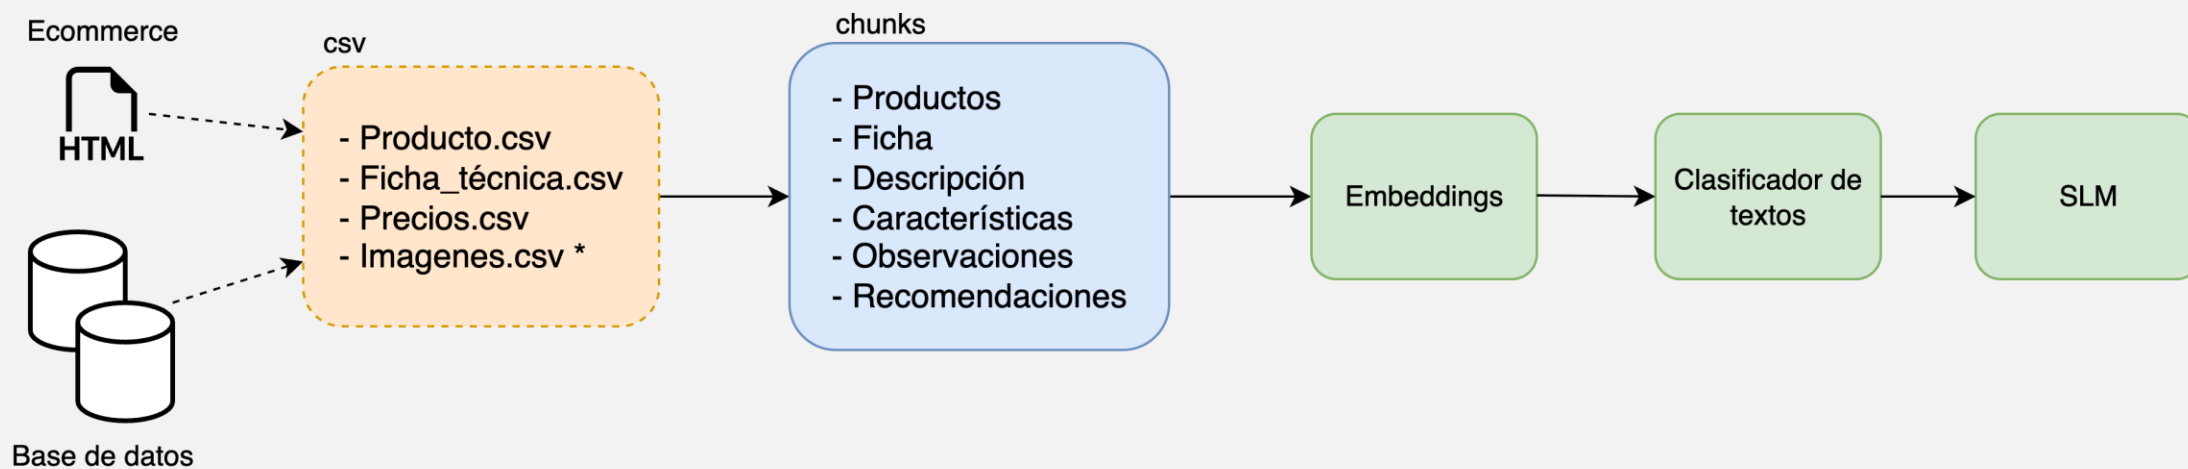 Ecommerce
HTML
Base de datos
csv
- Producto.csv
- Ficha_técnica.csv
- Precios.csv
- Imagenes.csv *
chunks
- Productos
- Ficha
- Descripción
- Características
- Observaciones
- Recomendaciones
Embeddings
Clasificador de
textos
SLM